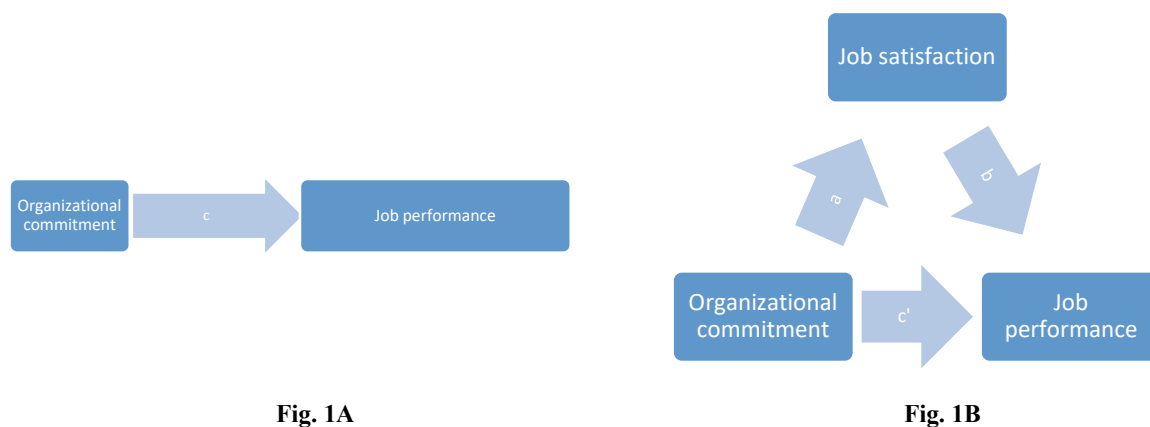 Organizational
commitment
c
Job performance
Fig. 1A
Job satisfaction
a
b
Organizational
commitment
c'
Job
performance
Fig. 1B